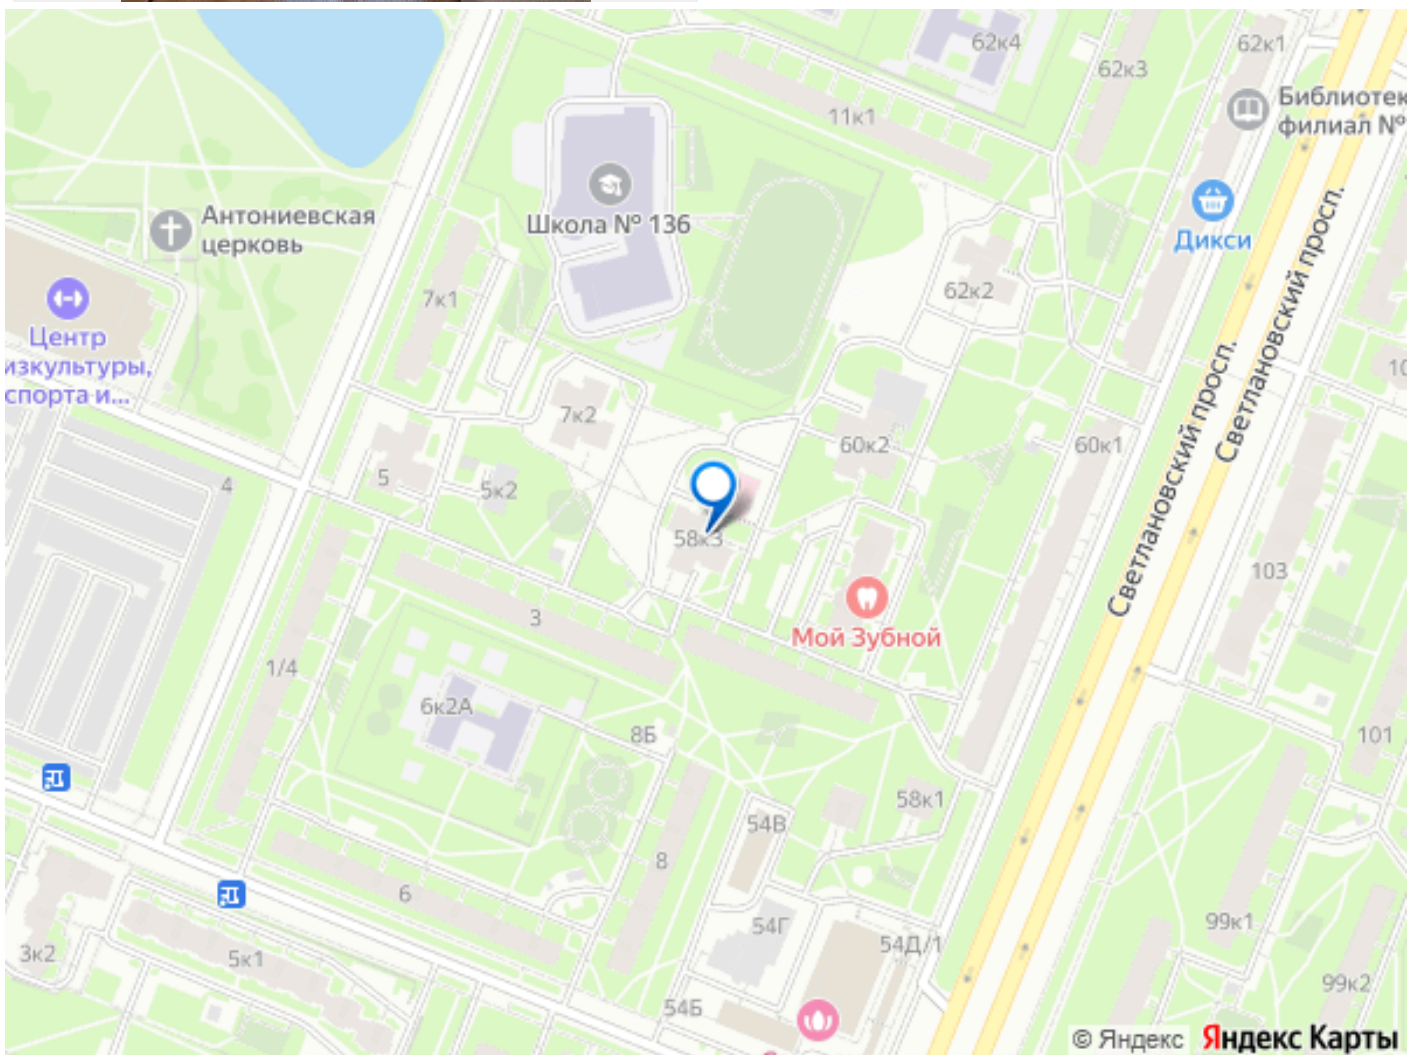 62к4
62к1
62к3
Библиотек
филиал №
11к1
Школа № 136
Антониевская
церковь
Дикси
62к2
7к1
Центр
изкультуры,
спорта и...
Светлановский просп.
Светлановский просп.
10
7к2
60к2
60к1
5
4
5к2
58к3
103
Мой Зубной
3
1/4
6к2А
8Б
101
58к1
54В
8
6
54Г
99к1
54Д/1
3к2
5к1
99к2
54Б
© Яндекс Яндекс Карты